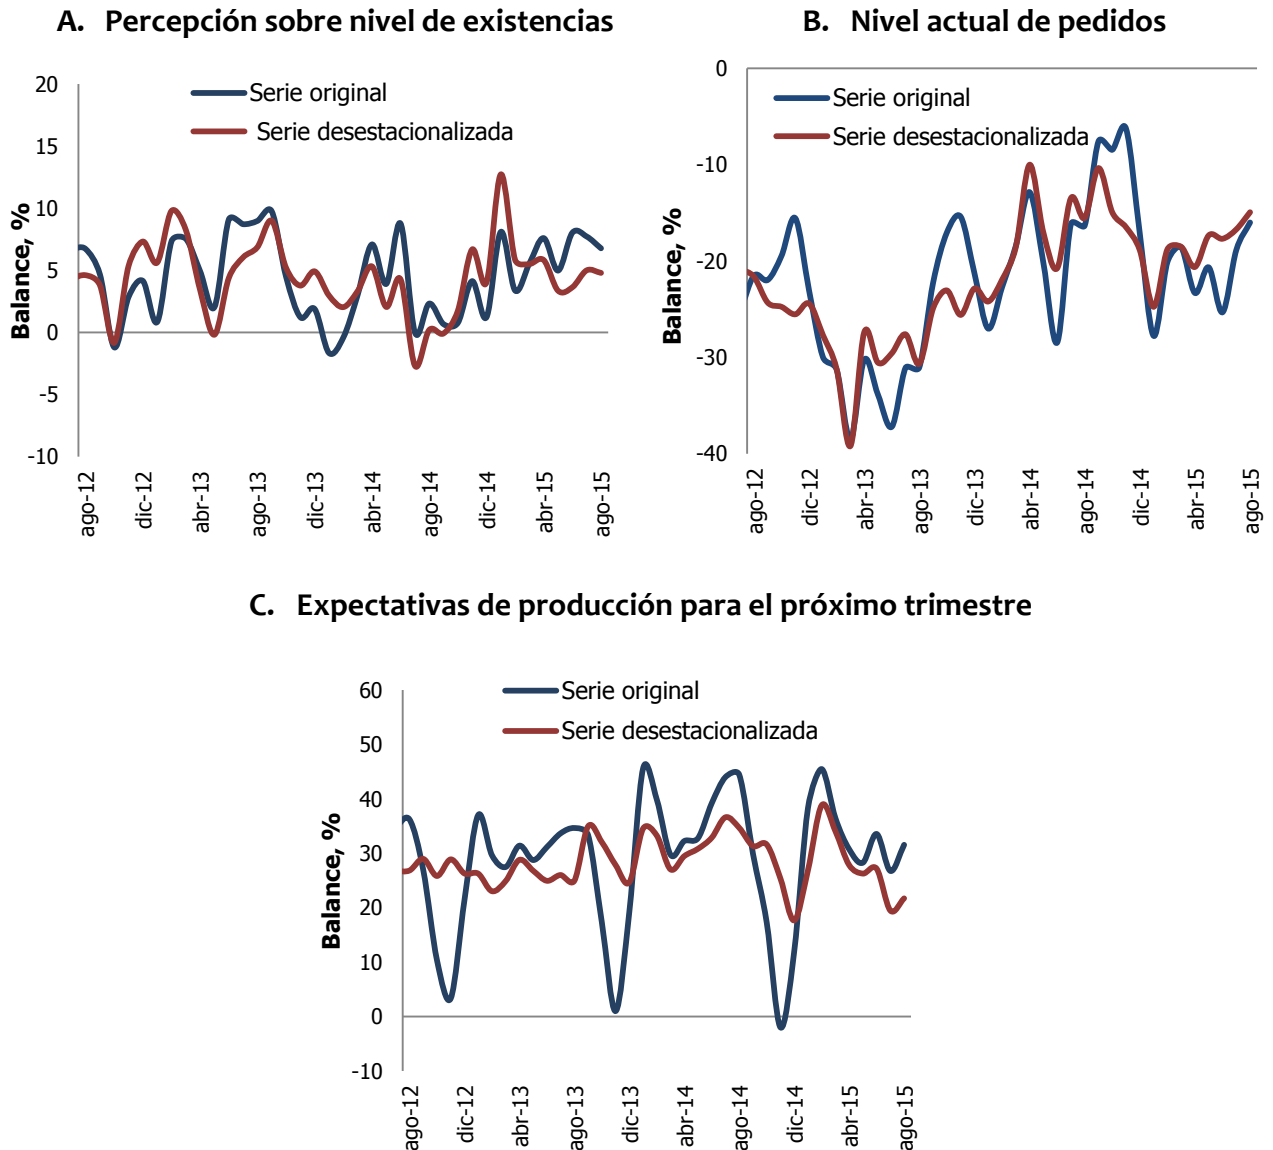 A. Percepción sobre nivel de existencias
Balance, %
20
15
10
5
0
-5
-10
Serie original
Serie desestacionalizada
ago-12
dic-12
abr-13
ago-13
dic-13
abr-14
ago-14
dic-14
abr-15
ago-15
B. Nivel actual de pedidos
Balance, %
0
-10
-20
-30
-40
Serie original
Serie desestacionalizada
ago-12
dic-12
abr-13
ago-13
dic-13
abr-14
ago-14
dic-14
abr-15
ago-15
C. Expectativas de producción para el próximo trimestre
Balance, %
60
50
40
30
20
10
0
-10
Serie original
Serie desestacionalizada
ago-12
dic-12
abr-13
ago-13
dic-13
abr-14
ago-14
dic-14
abr-15
ago-15